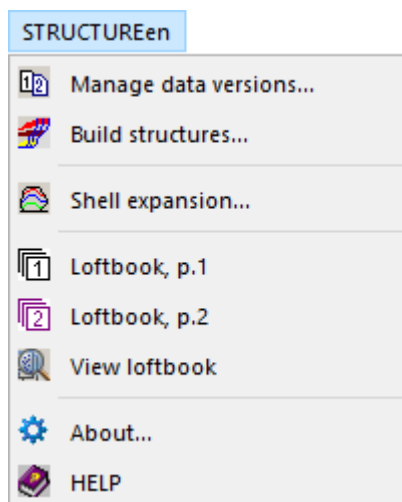 STRUCTUREen
Manage data versions...
Build structures...
Shell expansion...
Loftbook, p.1
Loftbook, p.2
View loftbook
About...
HELP